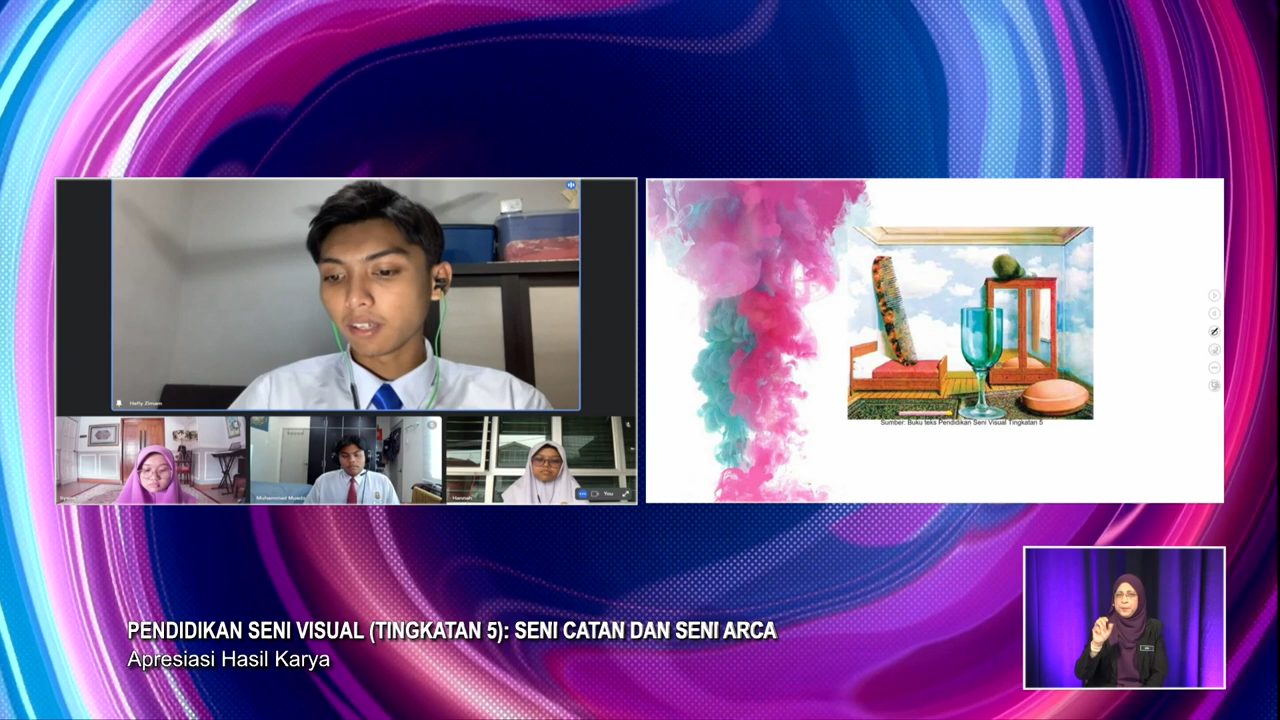 Hafiy Zimam
Hannah
You
Sumber: Buku teks Pendidikan Seni Visual Tingkatan 5
PENDIDIKAN SENI VISUAL (TINGKATAN 5): SENI CATAN DAN SENI ARCA
Apresiasi Hasil Karya